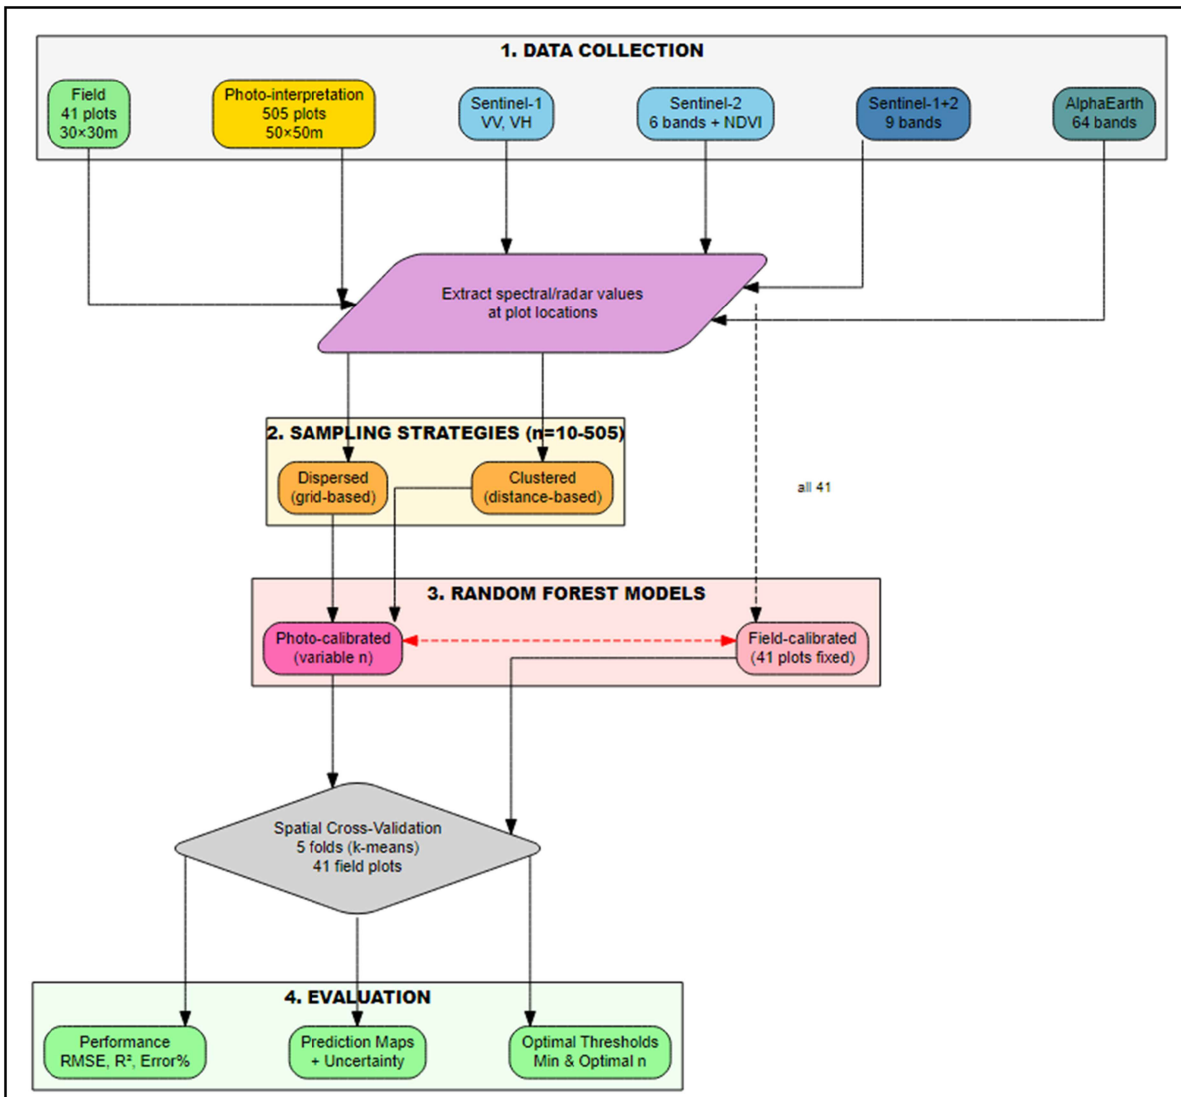 1. DATA COLLECTION
Field
41 plots
30×30m
Photo-interpretation
505 plots
50×50m
Sentinel-1
VV, VH
Sentinel-2
6 bands + NDVI
Sentinel-1+2
9 bands
AlphaEarth
64 bands
Extract spectral/radar values
at plot locations
2. SAMPLING STRATEGIES (n=10-505)
Dispersed
(grid-based)
Clustered
(distance-based)
all 41
3. RANDOM FOREST MODELS
Photo-calibrated
(variable n)
Field-calibrated
(41 plots fixed)
Spatial Cross-Validation
5 folds (k-means)
41 field plots
4. EVALUATION
Performance
RMSE, R², Error%
Prediction Maps
+ Uncertainty
Optimal Thresholds
Min & Optimal n